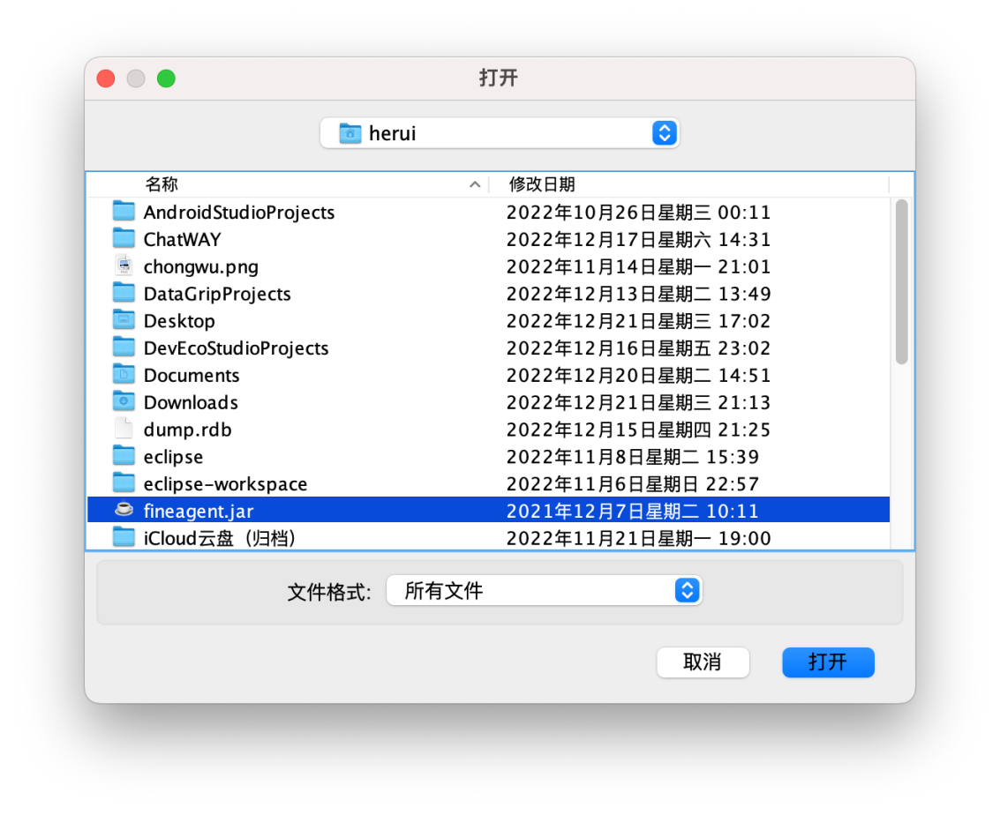 打开
herui
名称 修改日期
AndroidStudioProjects 2022年10月26日星期三 00:11
ChatWAY 2022年12月17日星期六 14:31
chongwu.png 2022年11月14日星期一 21:01
DataGripProjects 2022年12月13日星期二 13:49
Desktop 2022年12月21日星期三 17:02
DevEcoStudioProjects 2022年12月16日星期五 23:02
Documents 2022年12月20日星期二 14:51
Downloads 2022年12月21日星期三 21:13
dump.rdb 2022年12月15日星期四 21:25
eclipse 2022年11月8日星期二 15:39
eclipse-workspace 2022年11月6日星期日 22:57
fineagent.jar 2021年12月7日星期二 10:11
iCloud云盘（归档） 2022年11月21日星期一 19:00
文件格式: 所有文件
取消 打开